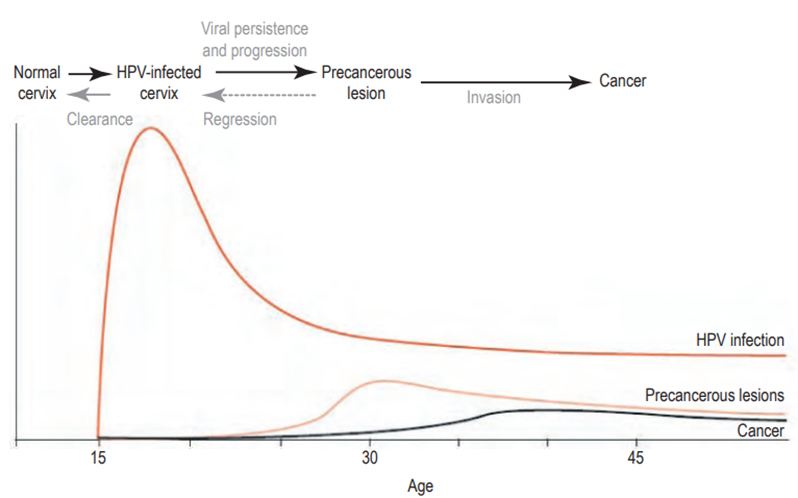 Viral persistence
and progression
Normal
cervix
HPV-infected
cervix
Precancerous
lesion
Cancer
Clearance
Regression
Invasion
HPV infection
Precancerous lesions
Cancer
15
30
45
Age